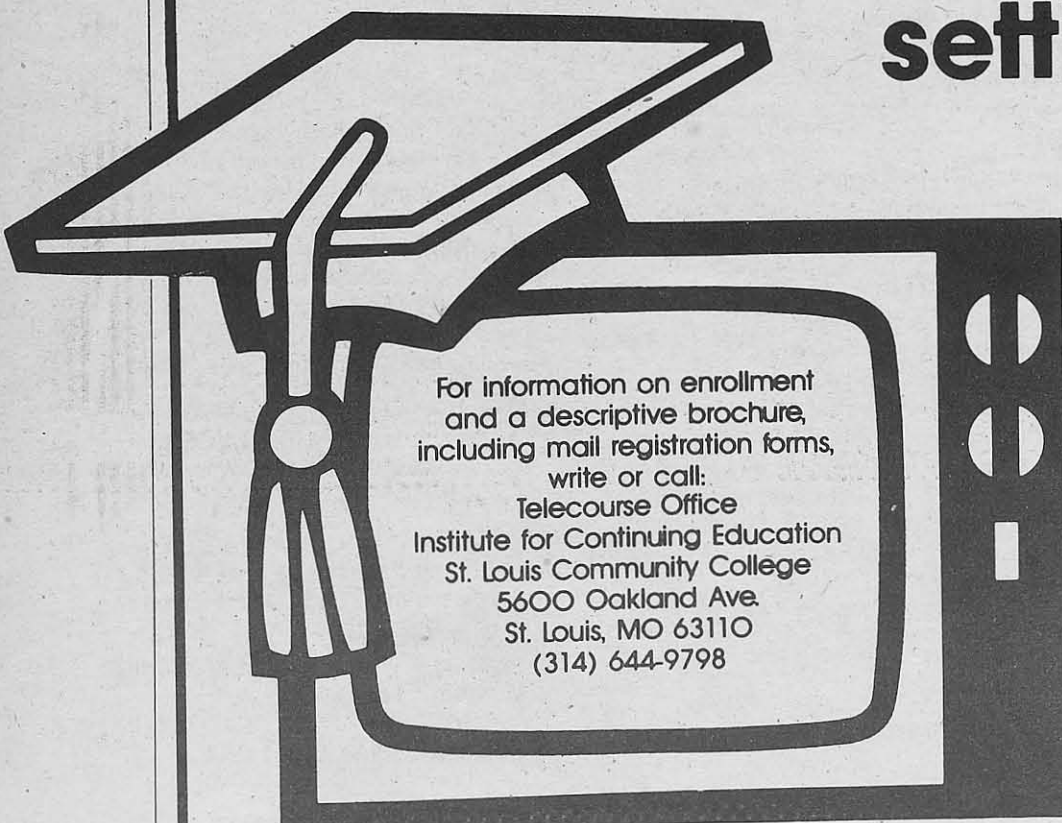 sett
For information on enrollment
and a descriptive brochure,
including mail registration forms,
write or call:
Telecourse Office
Institute for Continuing Education
St. Louis Community College
5600 Oakland Ave.
St. Louis, MO 63110
(314) 644-9798